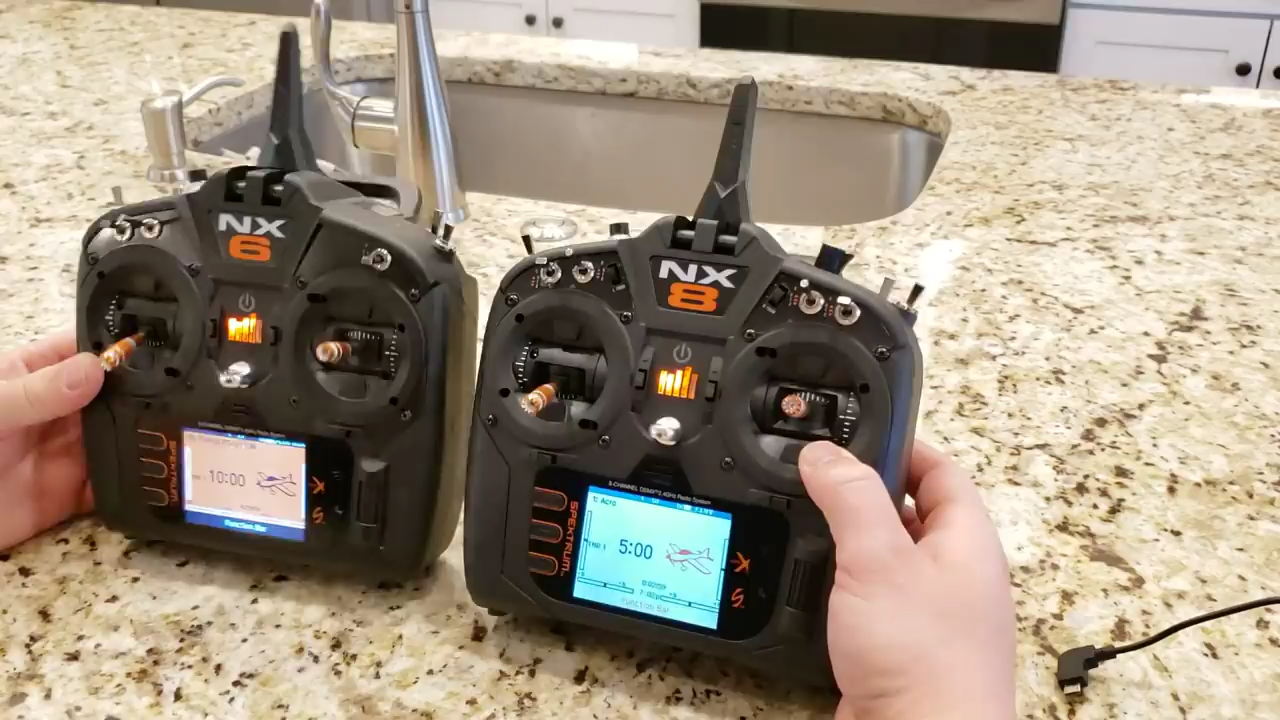 NX
6
SPEKTRUM
10:00
Function Bar
NX
8
8-CHANNEL DSMX 2.4GHz Radio System
SPEKTRUM
1: Acro
5:00
Function Bar